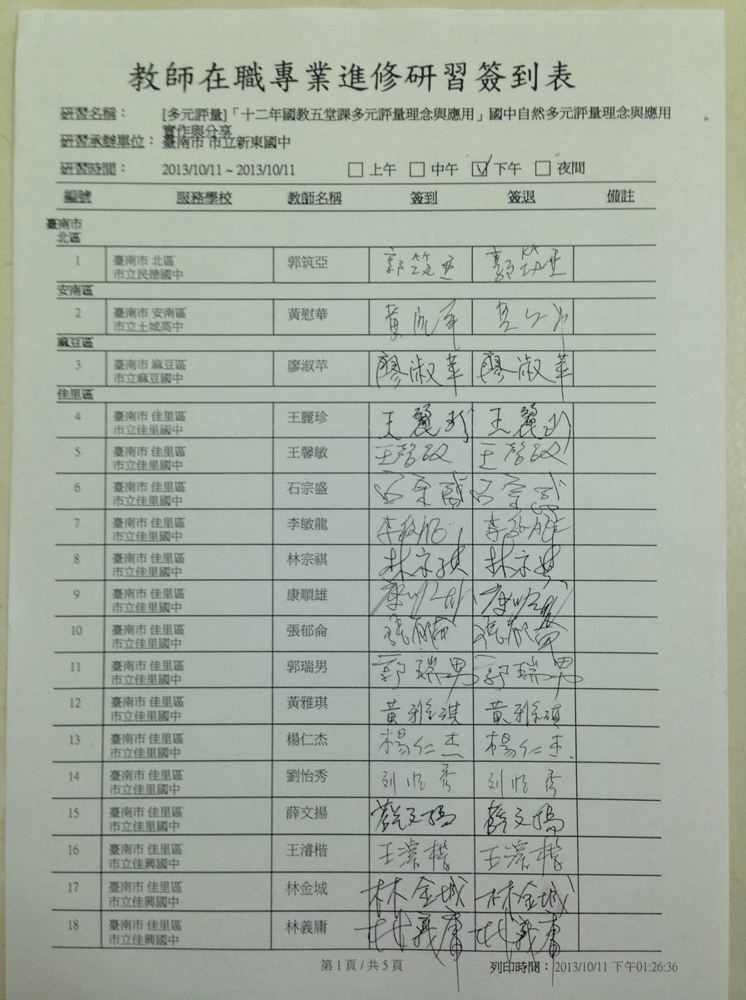 教師在職專業進修研習簽到表
研習名稱： [多元評量]「十二年國教五堂課多元評量理念與應用」國中自然多元評量理念與應用
實作與分享
研習承辦單位： 臺南市 市立新東國中
研習時間： 2013/10/11 ~ 2013/10/11 □ 上午 □ 中午 ☑ 下午 □ 夜間
編號 服務學校 教師名稱 簽到 簽退 備註
臺南市
北區
1 臺南市 北區 郭筑亞 郭筑亞 郭筑亞
市立民德國中
安南區
2 臺南市 安南區 黃慰華
市立土城高中
麻豆區
3 臺南市 麻豆區 廖淑苹 廖淑苹 廖淑苹
市立麻豆國中
佳里區
4 臺南市 佳里區 王麗珍 王麗珍 王麗珍
市立佳里國中
5 臺南市 佳里區 王馨敏 王馨敏 王馨敏
市立佳里國中
6 臺南市 佳里區 石宗盛 石宗盛 石宗盛
市立佳里國中
7 臺南市 佳里區 李敏龍 李敏龍 李敏龍
市立佳里國中
8 臺南市 佳里區 林宗祺 林宗祺 林宗祺
市立佳里國中
9 臺南市 佳里區 康順雄 康順雄 康順雄
市立佳里國中
10 臺南市 佳里區 張郁侖 張郁侖 張郁侖
市立佳里國中
11 臺南市 佳里區 郭瑞男 郭瑞男 郭瑞男
市立佳里國中
12 臺南市 佳里區 黃雅琪 黃雅琪 黃雅琪
市立佳里國中
13 臺南市 佳里區 楊仁杰 楊仁杰 楊仁杰
市立佳里國中
14 臺南市 佳里區 劉怡秀 刘怡秀 刘怡秀
市立佳里國中
15 臺南市 佳里區 薛文揚 薛文揚 薛文揚
市立佳里國中
16 臺南市 佳里區 王濬楷 王濬楷 王濬楷
市立佳興國中
17 臺南市 佳里區 林金城 林金城 林金城
市立佳興國中
18 臺南市 佳里區 林義庸 林義庸 林義庸
市立佳興國中
第 1 頁 / 共 5 頁 列印時間：2013/10/11 下午01:26:36